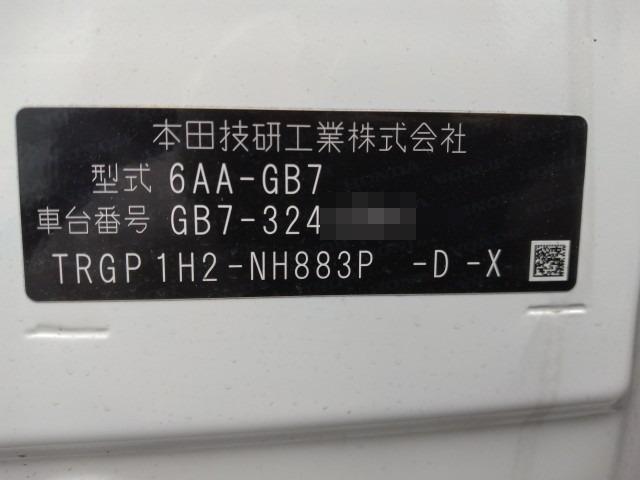 本田技研工業株式会社
型式 6AA-GB7
車台番号 GB7-324
TRGP 1H2-NH883P -D -X